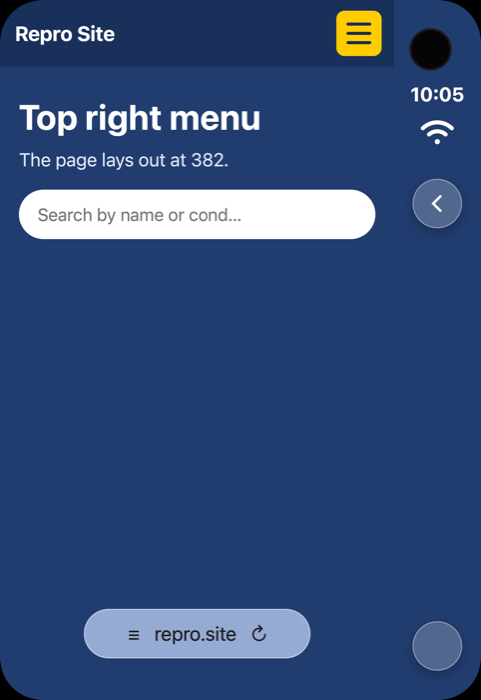 Repro Site
10:05
Top right menu
The page lays out at 382.
Search by name or cond...
repro.site